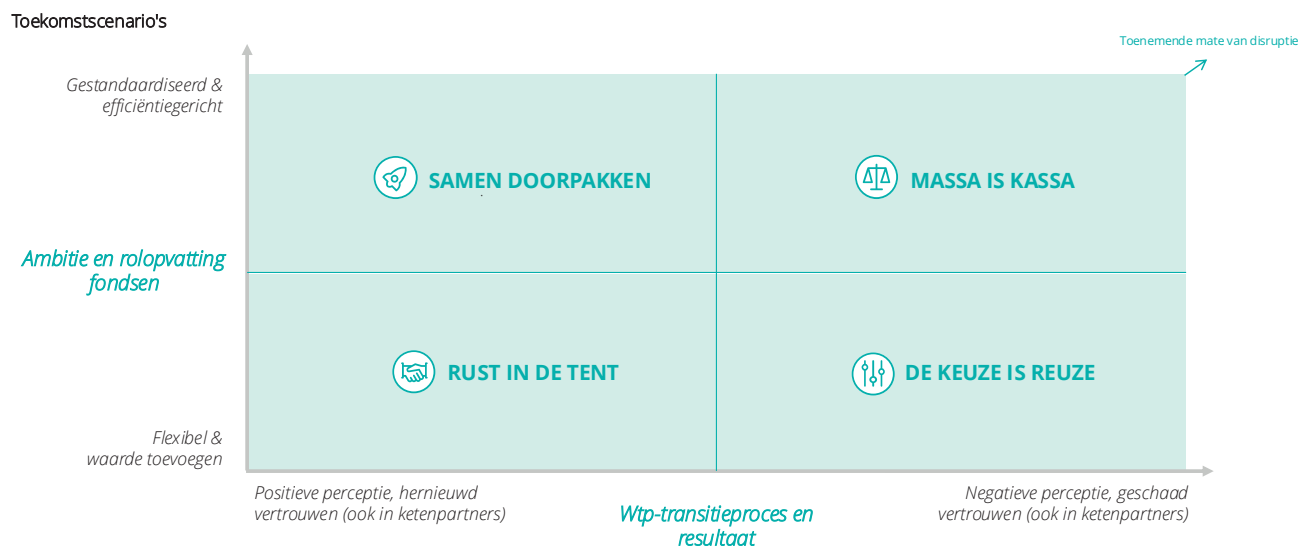 Toekomstscenario's
Toenemende mate van disruptie
Gestandaardiseerd &
efficiëntiegericht
SAMEN DOORPAKKEN
MASSA IS KASSA
Ambitie en rolopvatting
fondsen
RUST IN DE TENT
DE KEUZE IS REUZE
Flexibel &
waarde toevoegen
Positieve perceptie, hernieuwd
vertrouwen (ook in ketenpartners)
Wtp-transitieproces en
resultaat
Negatieve perceptie, geschaad
vertrouwen (ook in ketenpartners)